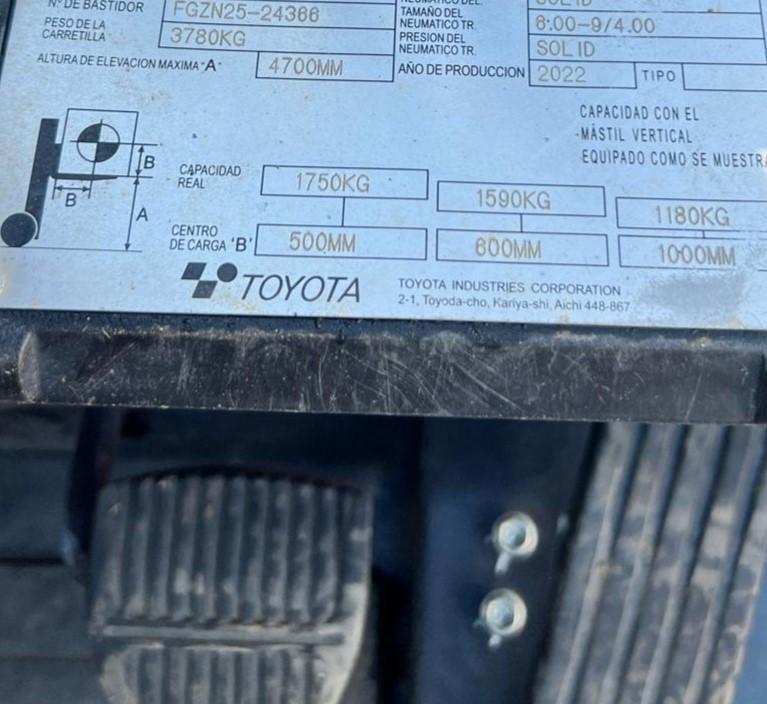 Nº DE BASTIDOR FGZN25-24366
PESO DE LA CARRETILLA 3780KG
ALTURA DE ELEVACION MAXIMA "A" 4700MM
TAMAÑO DEL NEUMATICO TR. 6.00-9/4.00
PRESION DEL NEUMATICO TR. SOLID
AÑO DE PRODUCCION 2022 TIPO
CAPACIDAD CON EL
MÁSTIL VERTICAL
EQUIPADO COMO SE MUESTRA
B
B
A
CAPACIDAD REAL 1750KG 1590KG 1180KG
CENTRO DE CARGA 'B' 500MM 600MM 1000MM
TOYOTA
TOYOTA INDUSTRIES CORPORATION
2-1, Toyoda-cho, Kariya-shi, Aichi 448-867